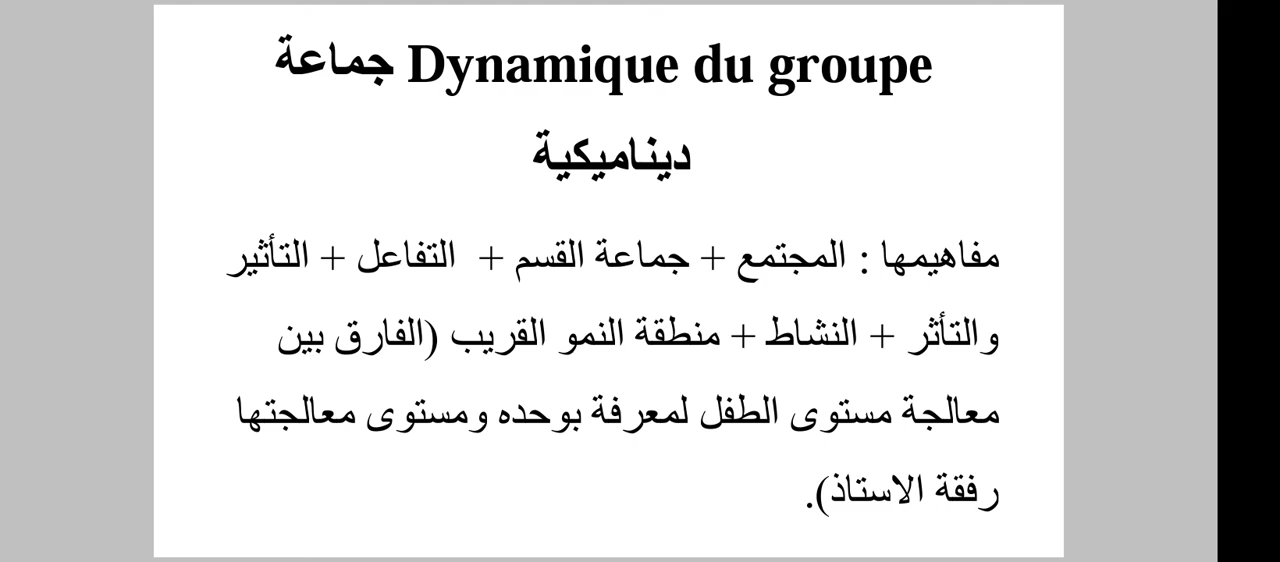 جماعة Dynamique du groupe
ديناميكية
مفاهيمها : المجتمع + جماعة القسم + التفاعل + التأثير
والتأثر + النشاط + منطقة النمو القريب (الفارق بين
معالجة مستوى الطفل لمعرفة بوحده ومستوى معالجتها
رفقة الاستاذ).